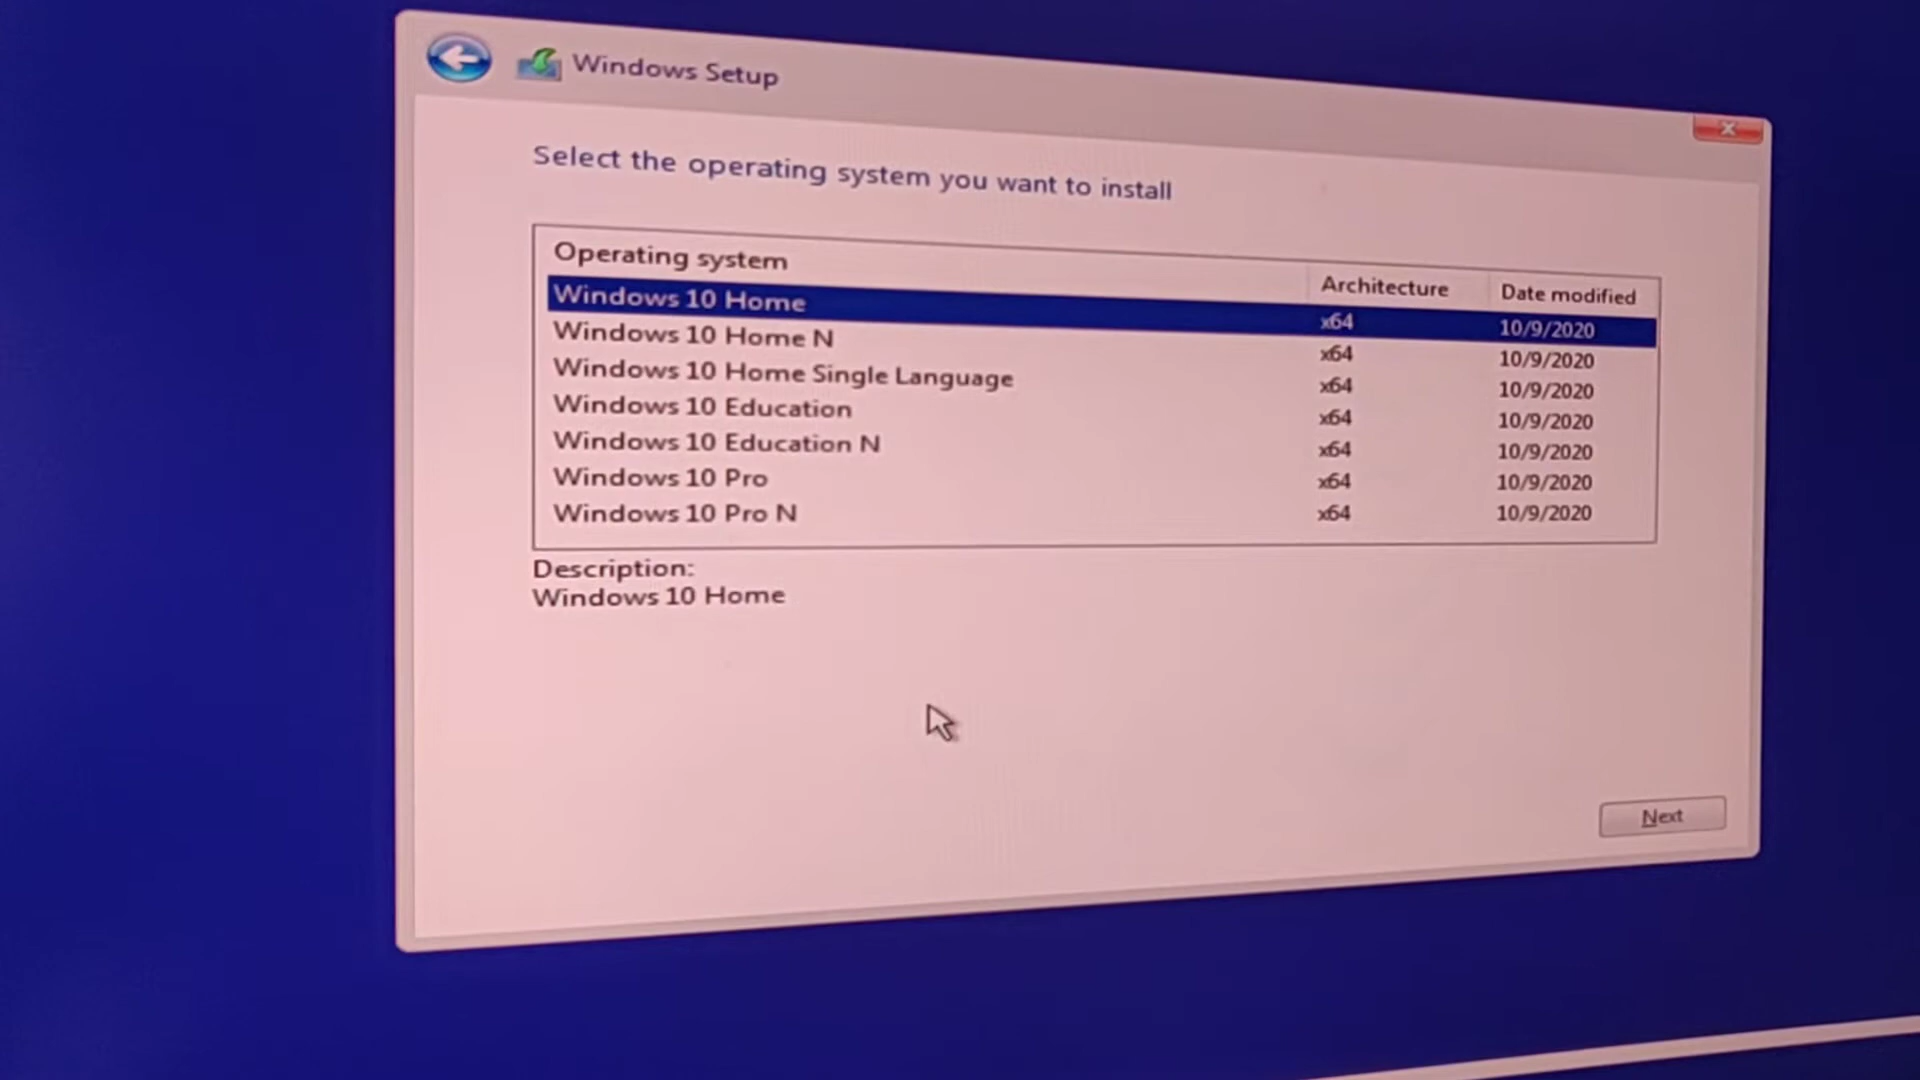 Windows Setup
Select the operating system you want to install
Operating system Architecture Date modified
Windows 10 Home x64 10/9/2020
Windows 10 Home N x64 10/9/2020
Windows 10 Home Single Language x64 10/9/2020
Windows 10 Education x64 10/9/2020
Windows 10 Education N x64 10/9/2020
Windows 10 Pro x64 10/9/2020
Windows 10 Pro N x64 10/9/2020
Description:
Windows 10 Home
Next